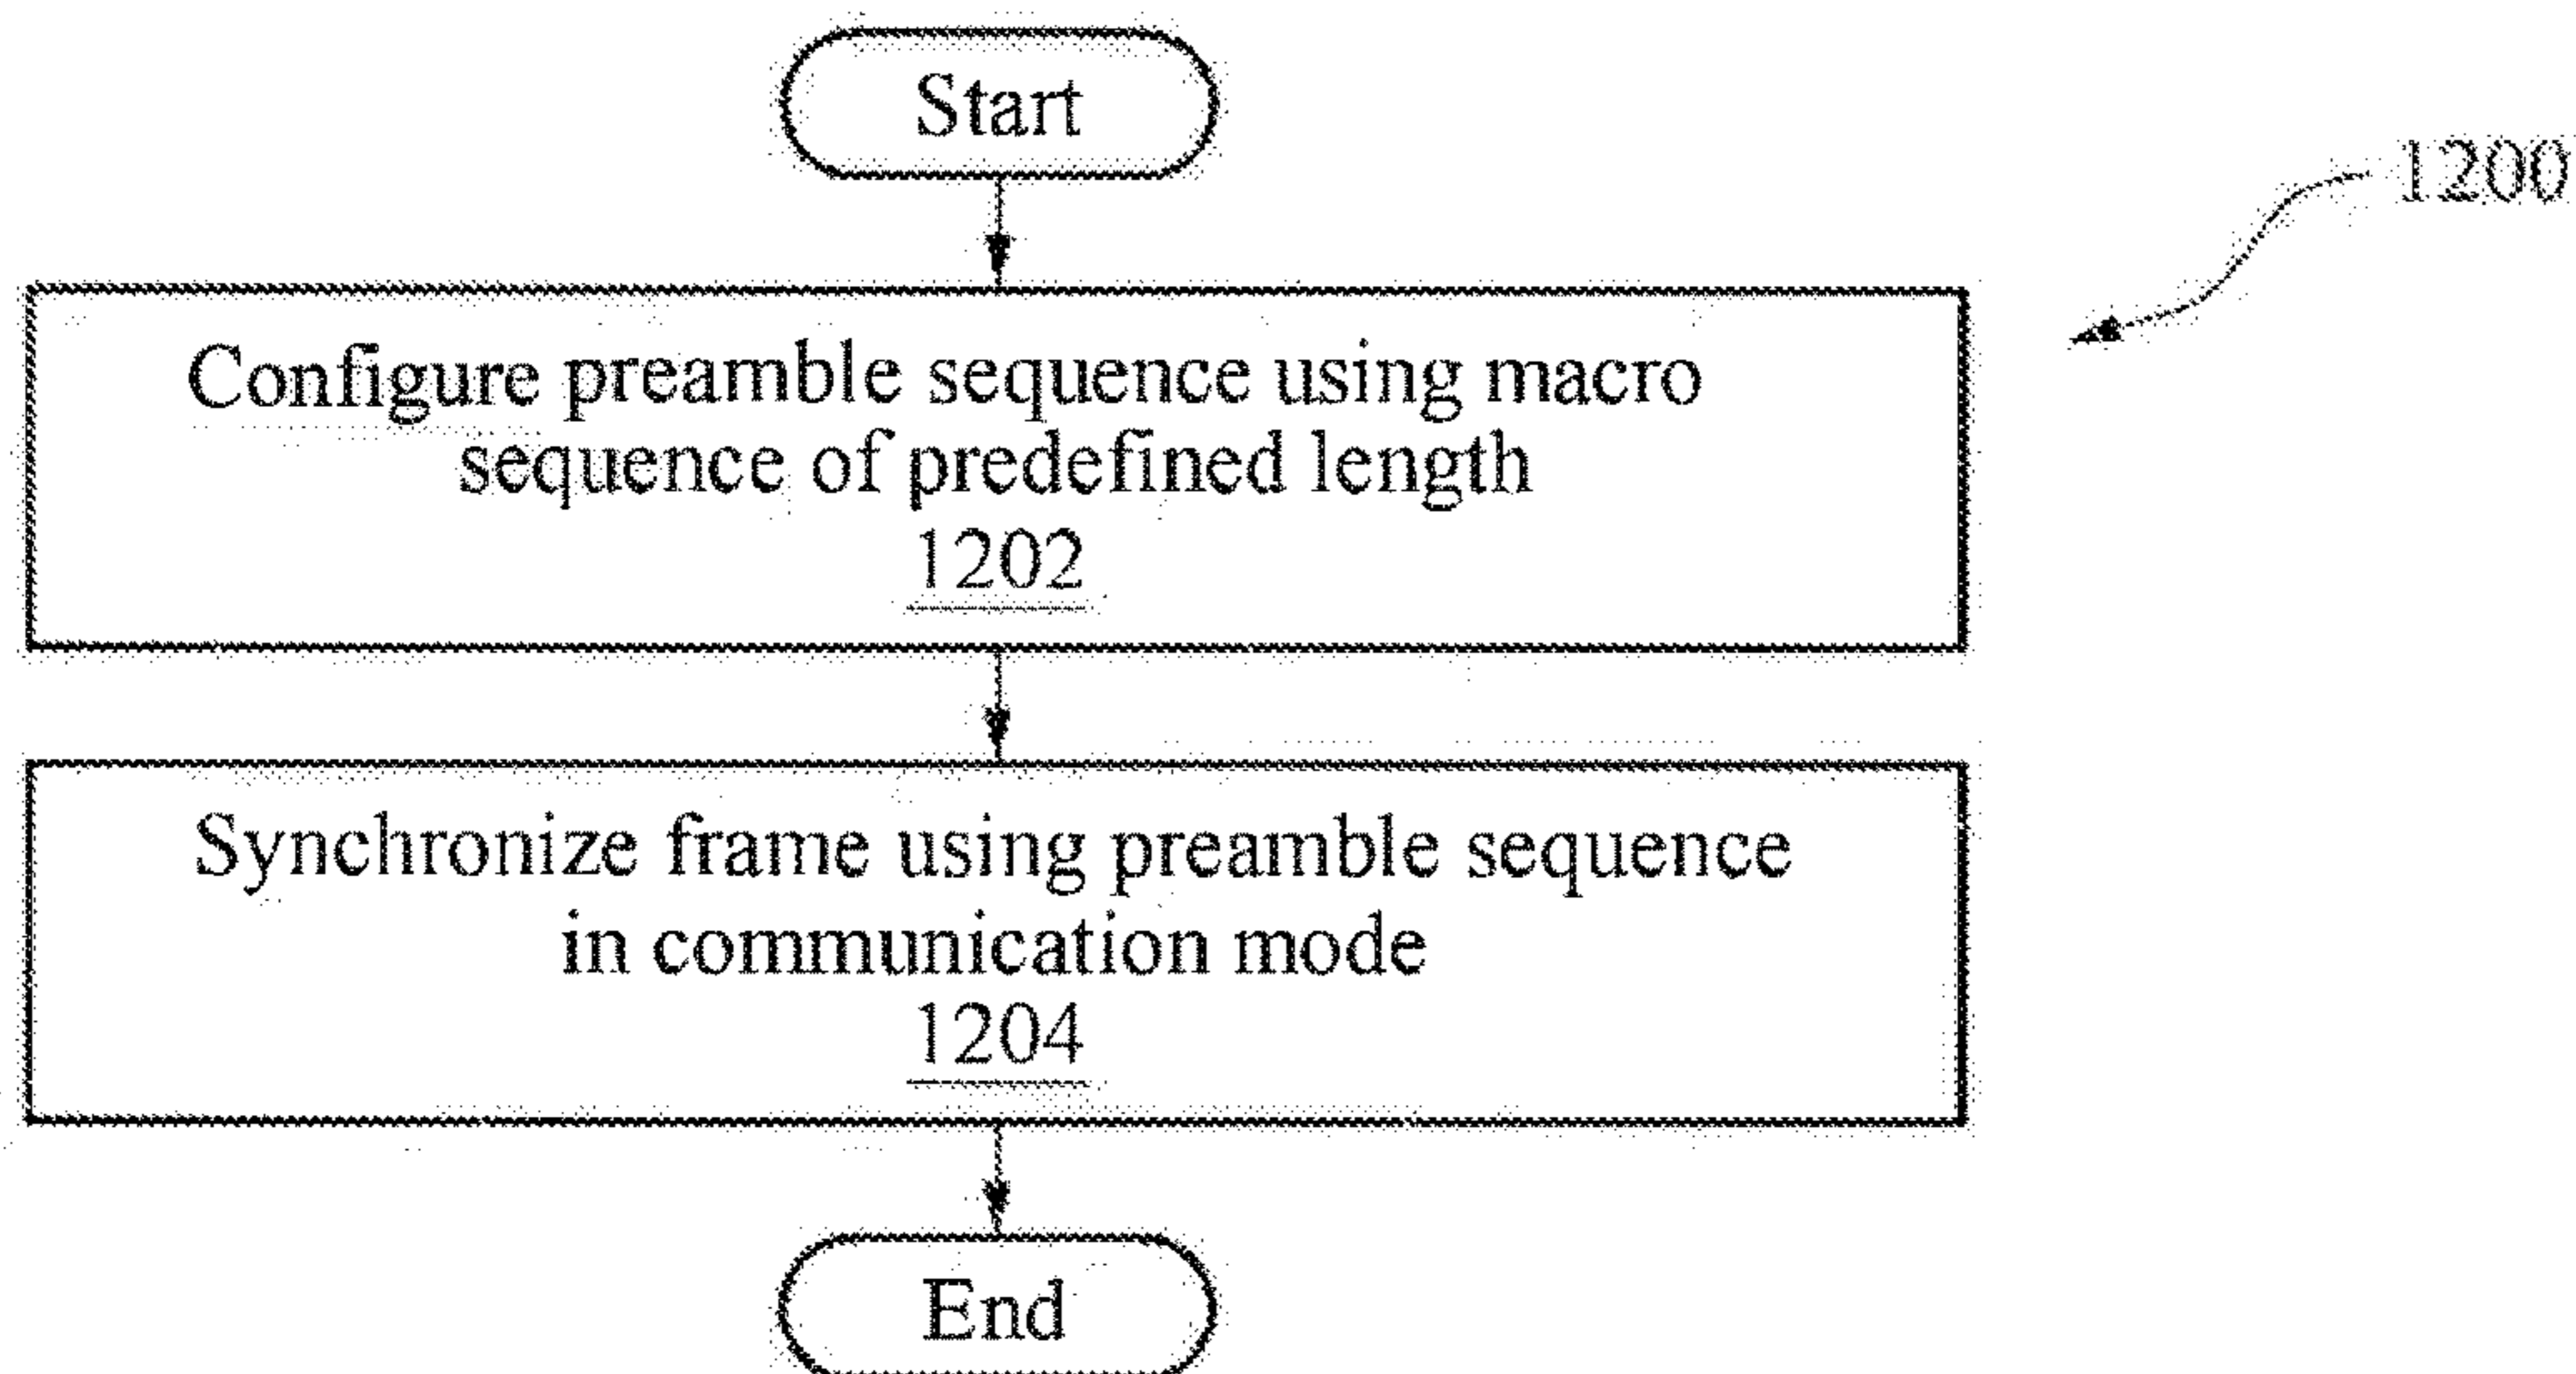 Start
1200
Configure preamble sequence using macro
sequence of predefined length
1202
Synchronize frame using preamble sequence
in communication mode
1204
End